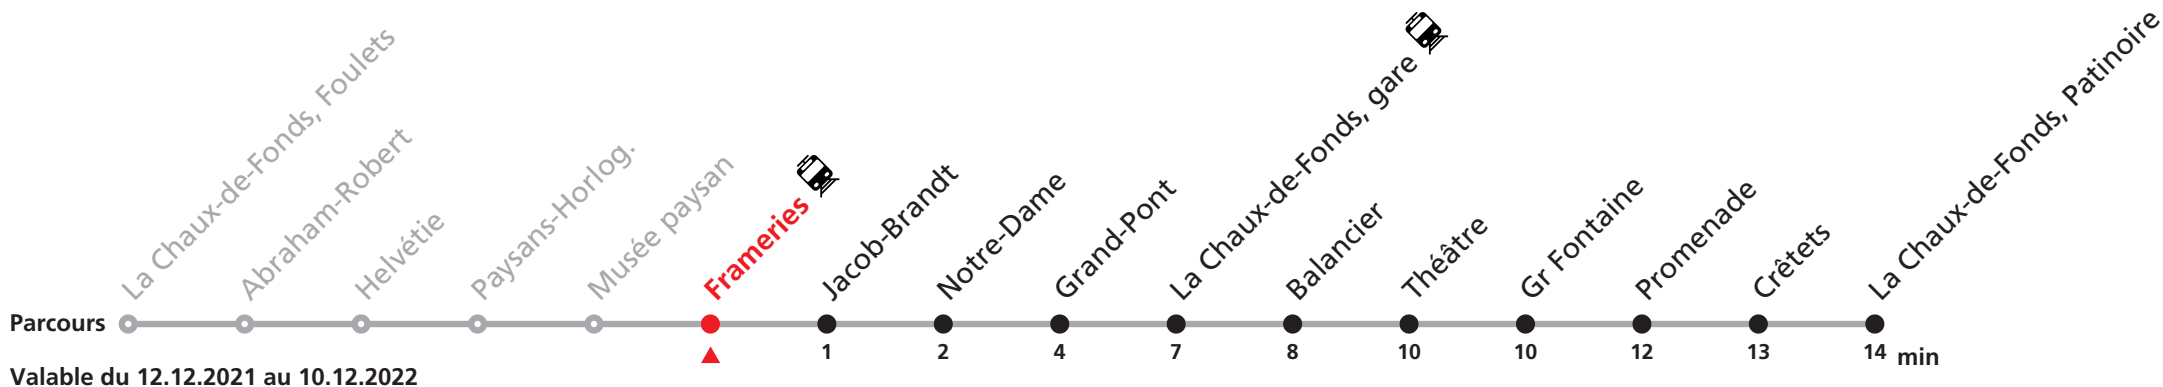 La Chaux-de-Fonds, Foulets
Abraham-Robert
Helvétie
Paysans-Horlog.
Musée paysan
Frameries
Jacob-Brandt
Notre-Dame
Grand-Pont
La Chaux-de-Fonds, gare
Balancier
Théâtre
Gr Fontaine
Promenade
Crêtets
La Chaux-de-Fonds, Patinoire
Parcours
1 2 4 7 8 10 10 12 13 14 min
Valable du 12.12.2021 au 10.12.2022